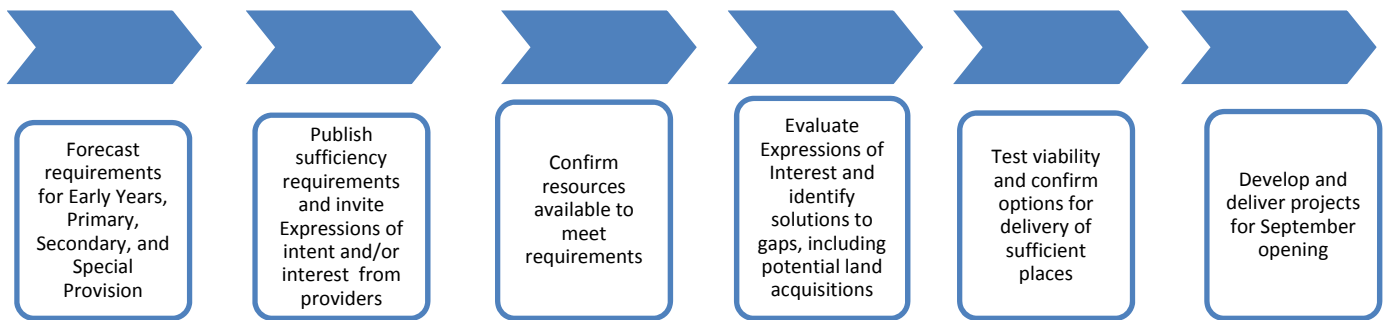 Forecast
requirements
for Early Years,
Primary,
Secondary, and
Special
Provision
Publish
sufficiency
requirements
and invite
Expressions of
intent and/or
interest from
providers
Confirm
resources
available to
meet
requirements
Evaluate
Expressions of
Interest and
identify
solutions to
gaps, including
potential land
acquisitions
Test viability
and confirm
options for
delivery of
sufficient
places
Develop and
deliver projects
for September
opening